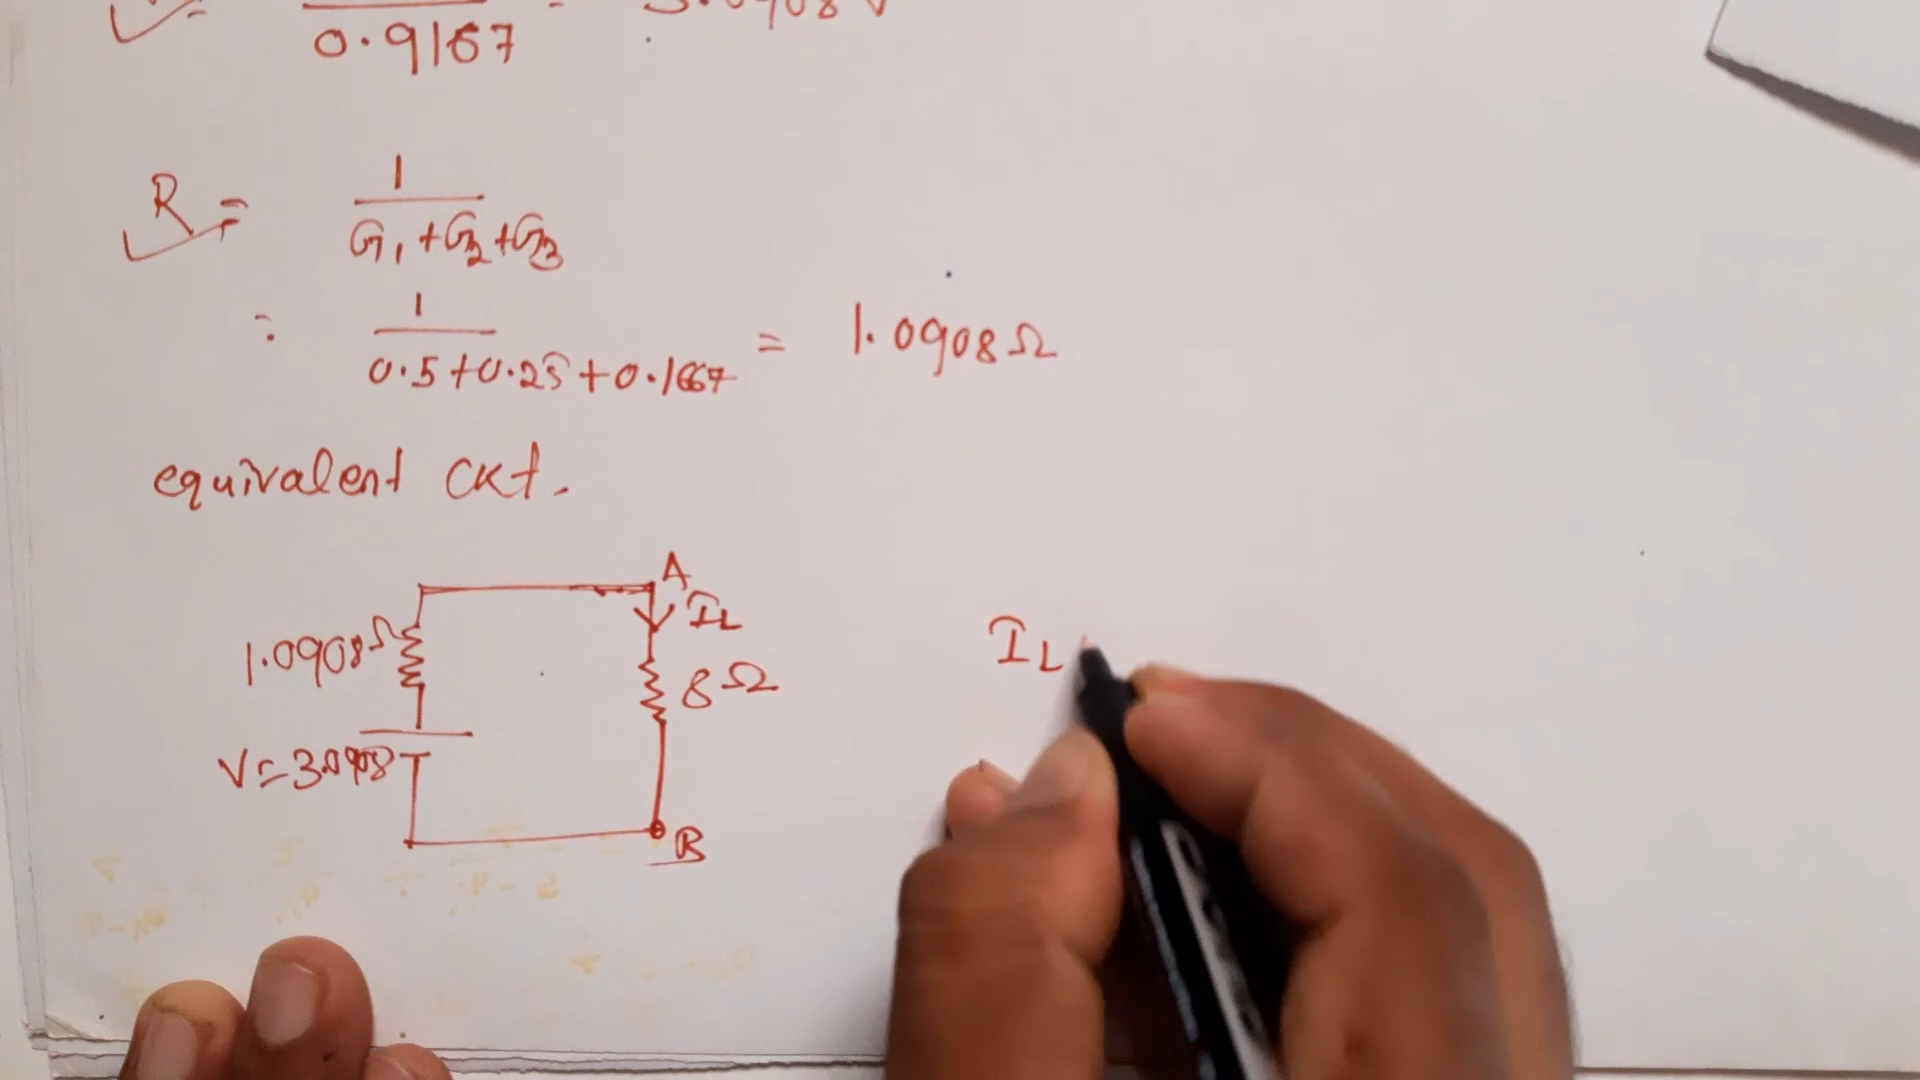 0.9167
R =
1
G1 + G2 + G3
=
1
0.5 + 0.25 + 0.1667
= 1.0908Ω
equivalent ckt.
A
IL
1.0908Ω
8Ω
IL
V = 3.0908
B